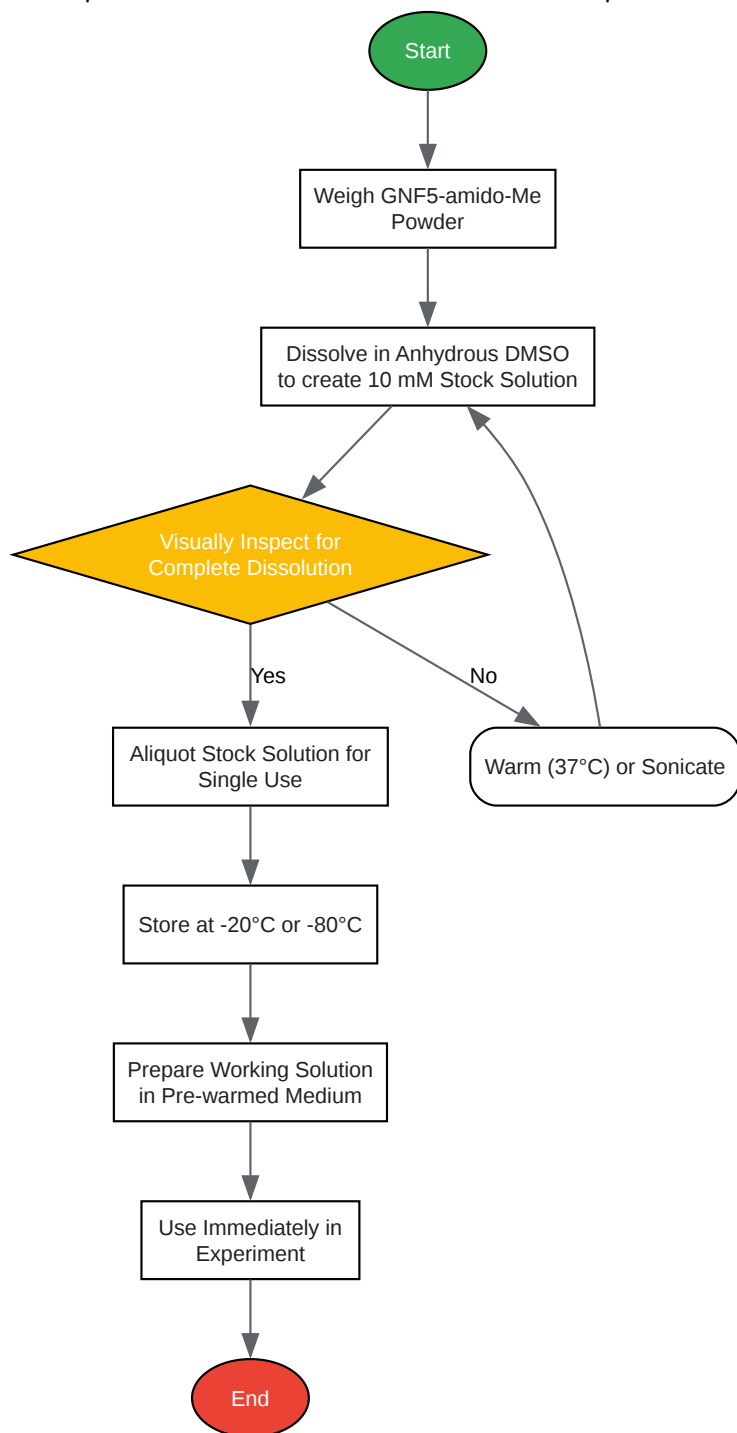 Start
Weigh GNF5-amido-Me
Powder
Dissolve in Anhydrous DMSO
to create 10 mM Stock Solution
Visually Inspect for
Complete Dissolution
Yes
No
Aliquot Stock Solution for
Single Use
Warm (37°C) or Sonicate
Store at -20°C or -80°C
Prepare Working Solution
in Pre-warmed Medium
Use Immediately in
Experiment
End